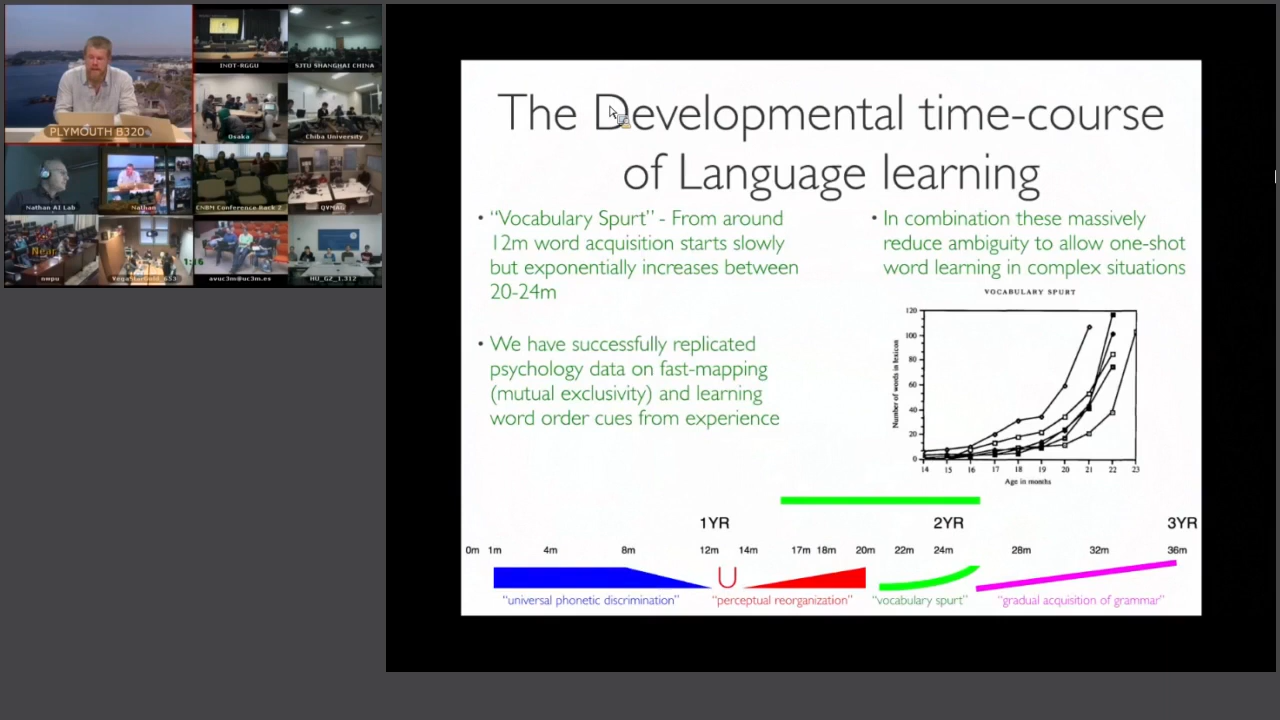 INOT-RGGU
SJTU SHANGHAI CHINA
PLYMOUTH B320
Osaka
Chiba University
Nathan AI Lab
Nathan
CNBM Conference Back 2
QVMAG
Near
1:16
ompu
avuc3m@uc3m.es
HU_G2_1.312
The Developmental time-course
of Language learning
• “Vocabulary Spurt” - From around
12m word acquisition starts slowly
but exponentially increases between
20-24m
• We have successfully replicated
psychology data on fast-mapping
(mutual exclusivity) and learning
word order cues from experience
• In combination these massively
reduce ambiguity to allow one-shot
word learning in complex situations
VOCABULARY SPURT
Number of words in lexicon
120
100
80
60
40
20
0
14 15 16 17 18 19 20 21 22 23
Age in months
1YR 2YR 3YR
0m 1m 4m 8m 12m 14m 17m 18m 20m 22m 24m 28m 32m 36m
“universal phonetic discrimination” “perceptual reorganization” “vocabulary spurt” “gradual acquisition of grammar”